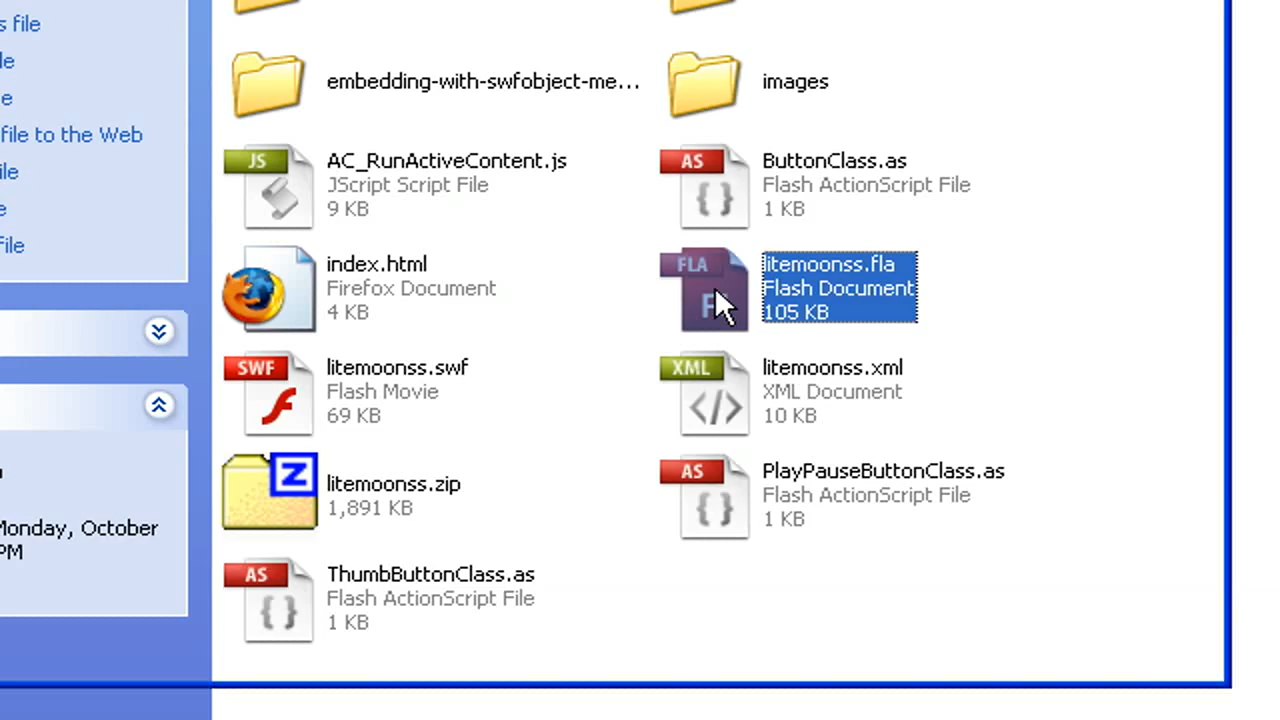 s file
le
e
file to the Web
ile
e
file
Monday, October
PM
embedding-with-swfobject-me...
images
JS
AC_RunActiveContent.js
JScript Script File
9 KB
AS
ButtonClass.as
Flash ActionScript File
1 KB
index.html
Firefox Document
4 KB
FLA
litemoonss.fla
Flash Document
105 KB
SWF
litemoonss.swf
Flash Movie
69 KB
XML
litemoonss.xml
XML Document
10 KB
Z
litemoonss.zip
1,891 KB
AS
PlayPauseButtonClass.as
Flash ActionScript File
1 KB
AS
ThumbButtonClass.as
Flash ActionScript File
1 KB